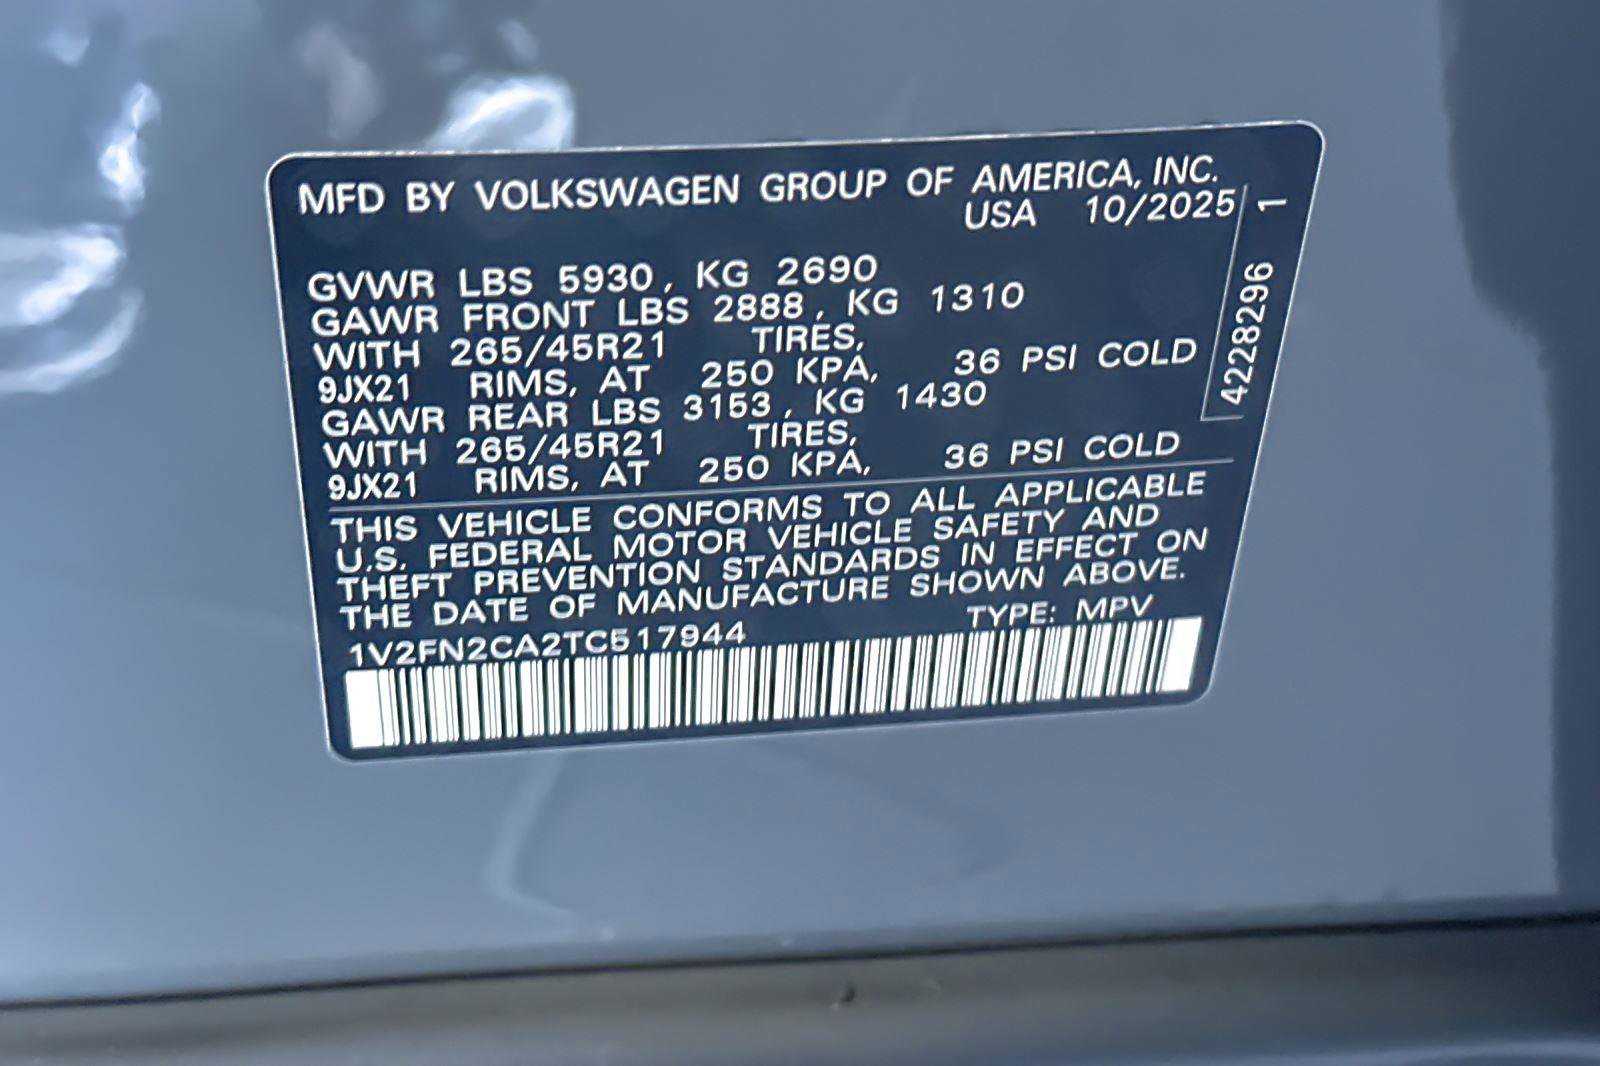 MFD BY VOLKSWAGEN GROUP OF AMERICA, INC.
USA 10/2025
GVWR LBS 5930, KG 2690
GAWR FRONT LBS 2888, KG 1310
WITH 265/45R21 TIRES,
9JX21 RIMS, AT 250 KPA, 36 PSI COLD
GAWR REAR LBS 3153, KG 1430
WITH 265/45R21 TIRES,
9JX21 RIMS, AT 250 KPA, 36 PSI COLD
THIS VEHICLE CONFORMS TO ALL APPLICABLE
U.S. FEDERAL MOTOR VEHICLE SAFETY AND
THEFT PREVENTION STANDARDS IN EFFECT ON
THE DATE OF MANUFACTURE SHOWN ABOVE.
1V2FN2CA2TC517944 TYPE: MPV
42282961 1